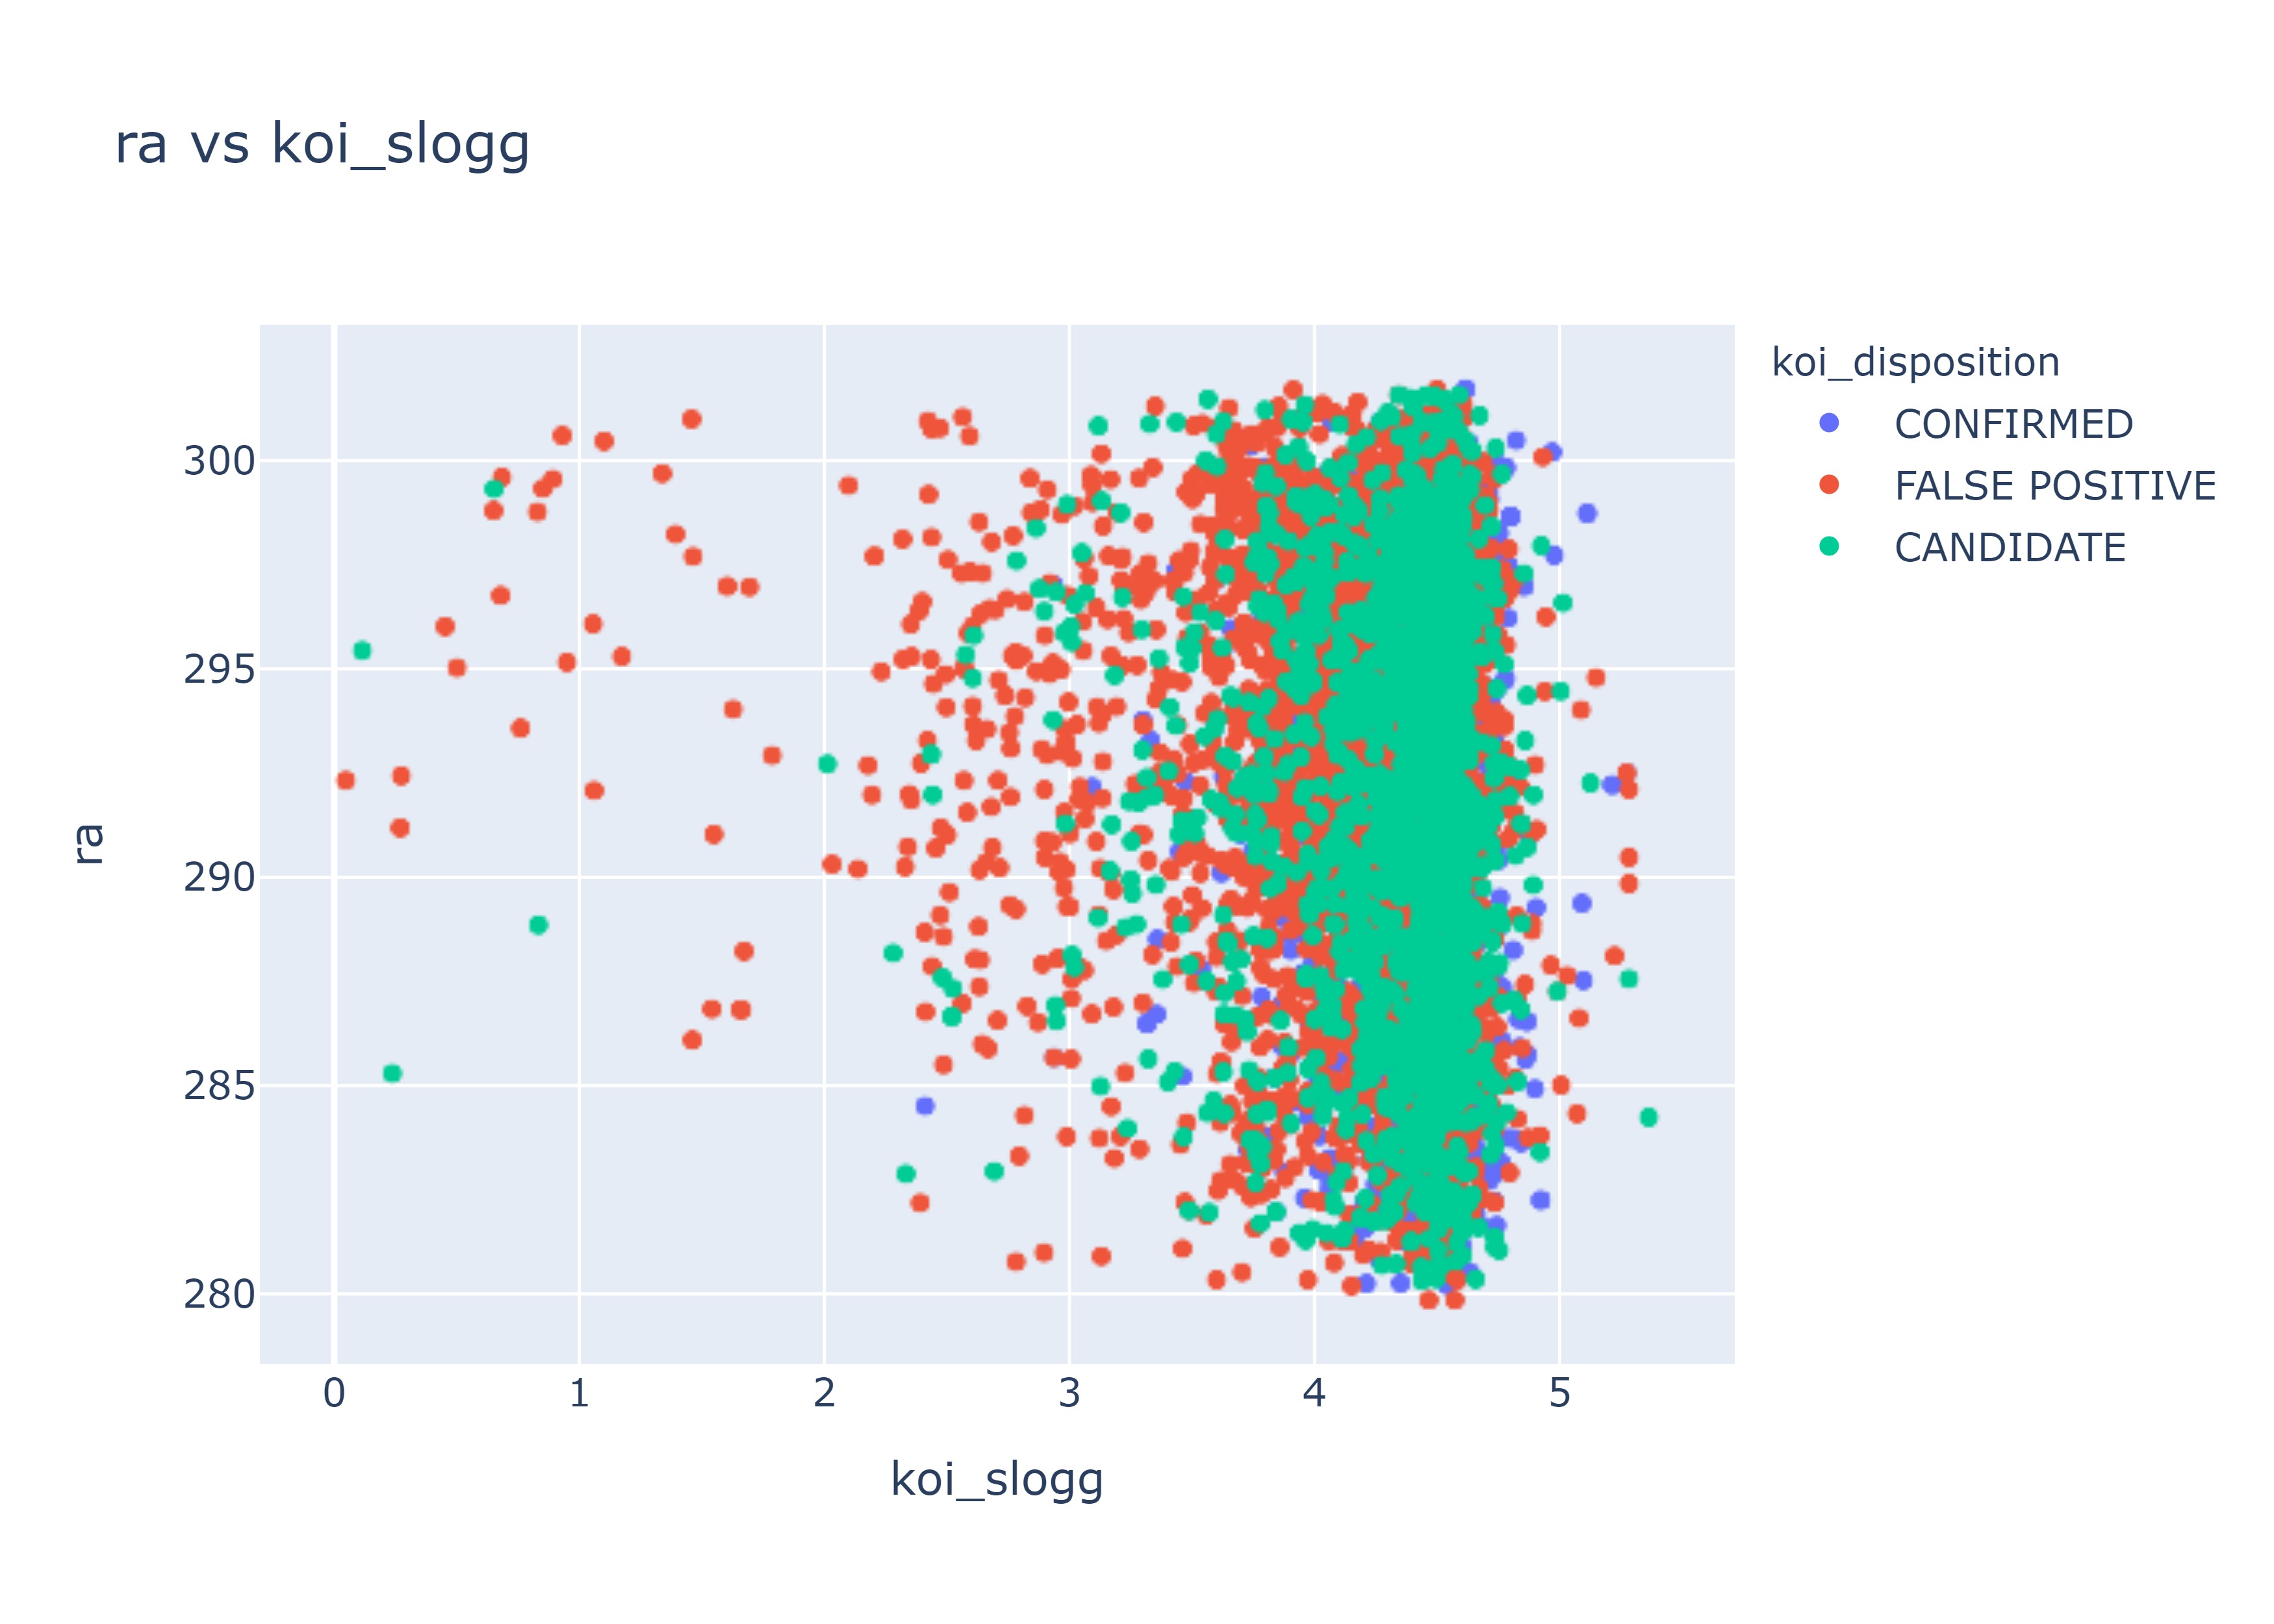 ra vs koi_slogg
koi_disposition
CONFIRMED
FALSE POSITIVE
CANDIDATE
300
295
290
285
280
ra
0 1 2 3 4 5
koi_slogg